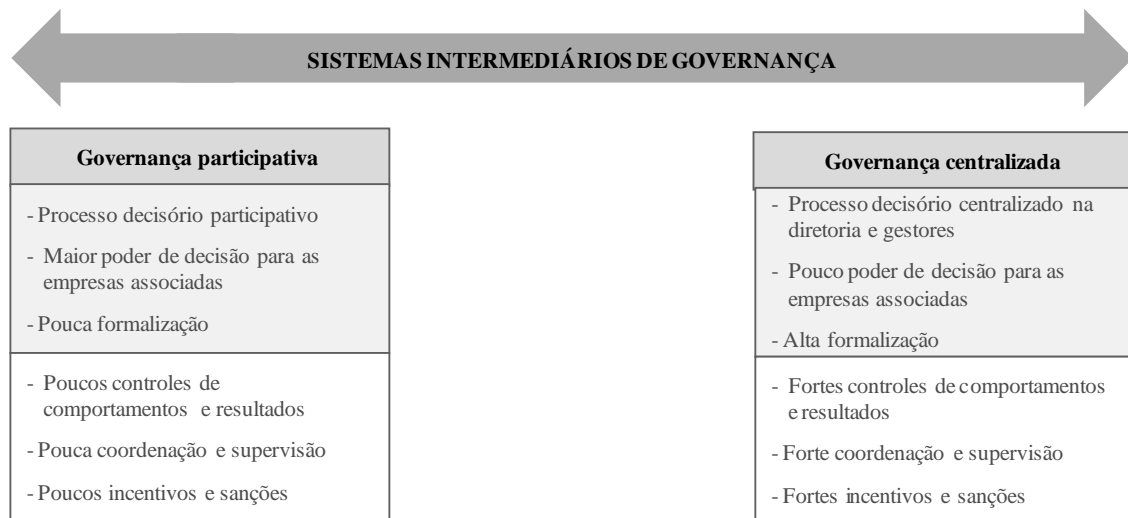 SISTEMAS INTERMEDIÁRIOS DE GOVERNANÇA
Governança participativa
- Processo decisório participativo
- Maior poder de decisão para as
empresas associadas
- Pouca formalização
- Poucos controles de
comportamentos e resultados
- Pouca coordenação e supervisão
- Poucos incentivos e sanções
Governança centralizada
- Processo decisório centralizado na
diretoria e gestores
- Pouco poder de decisão para as
empresas associadas
- Alta formalização
- Fortes controles de comportamentos
e resultados
- Forte coordenação e supervisão
- Fortes incentivos e sanções